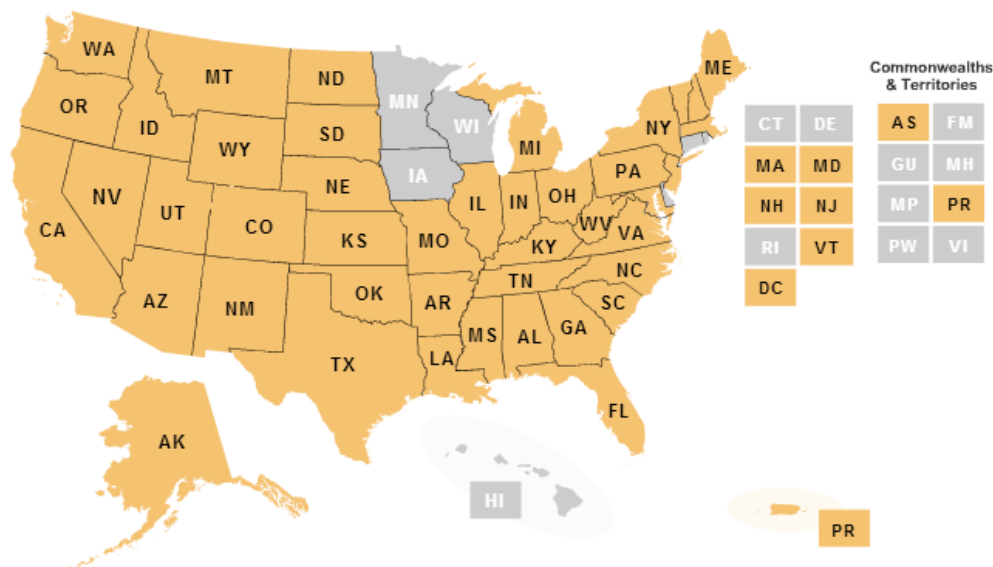 WA
MT
ND
MN
ME
Commonwealths
& Territories
OR
ID
SD
WI
NY
CT DE
AS FM
WY
MI
MA MD
GU MH
NV
NE
IA
PA
NH NJ
MP PR
UT
CO
IL
IN
OH
WV
VA
RI VT
PW VI
CA
KS
MO
KY
DC
AZ
NM
OK
AR
TN
NC
SC
TX
LA
MS
AL
GA
FL
AK
HI
PR